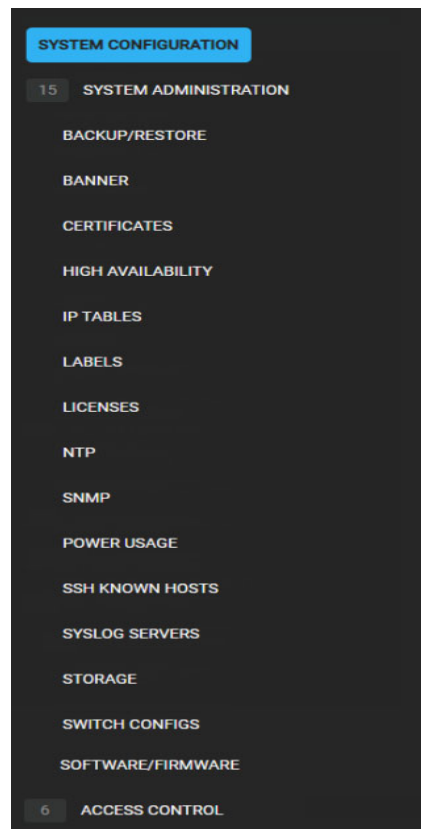 SYSTEM CONFIGURATION
15 SYSTEM ADMINISTRATION
BACKUP/RESTORE
BANNER
CERTIFICATES
HIGH AVAILABILITY
IP TABLES
LABELS
LICENSES
NTP
SNMP
POWER USAGE
SSH KNOWN HOSTS
SYSLOG SERVERS
STORAGE
SWITCH CONFIGS
SOFTWARE/FIRMWARE
6 ACCESS CONTROL